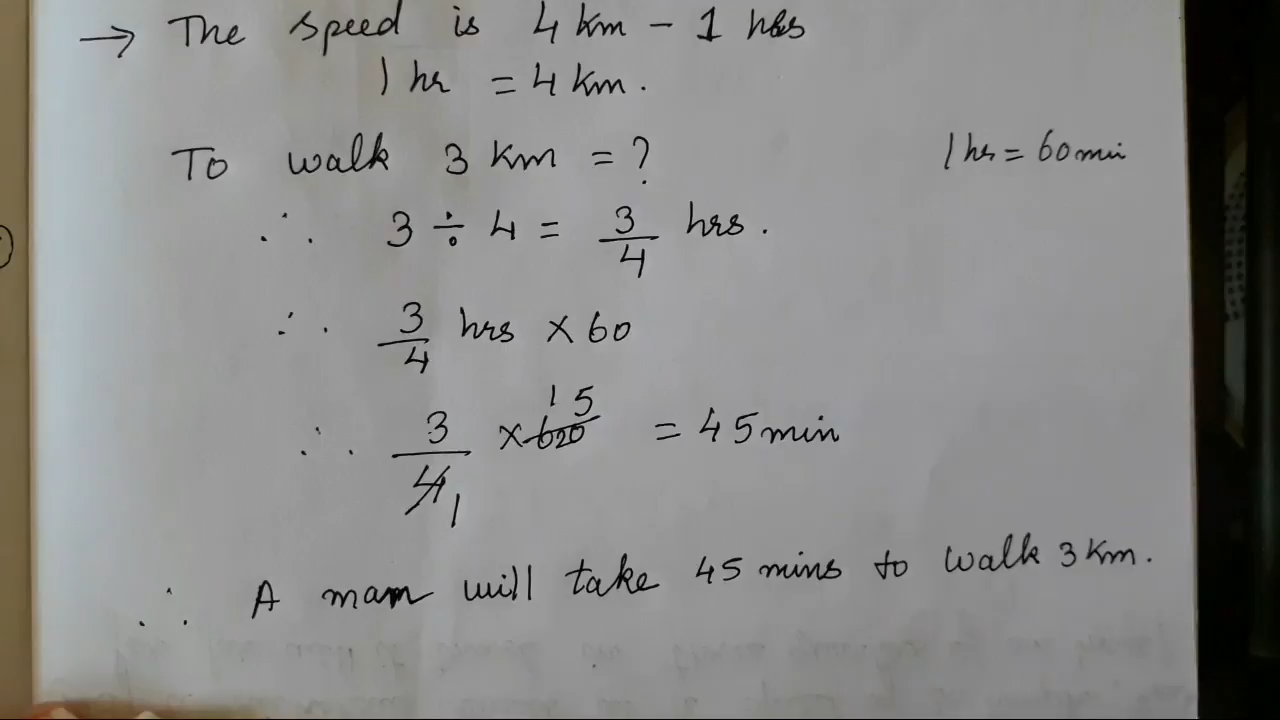 → The speed is 4 km - 1 hrs
1 hr = 4 km.
To walk 3 km = ?
1 hr = 60 min
∴ 3 ÷ 4 = 3/4 hrs.
∴ 3/4 hrs × 60
15
∴ 3/4 × 60 = 45 min
1
∴ A man will take 45 mins to walk 3 km.